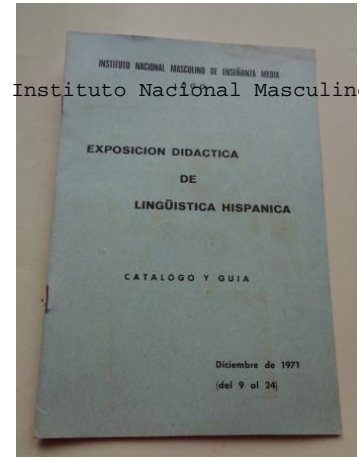 INSTITUTO NACIONAL MASCULINO DE ENSEÑANZA MEDIA
Instituto Nacional Masculino
EXPOSICION DIDACTICA
DE
LINGÜISTICA HISPANICA
CATALOGO Y GUIA
Diciembre de 1971
(del 9 al 24)